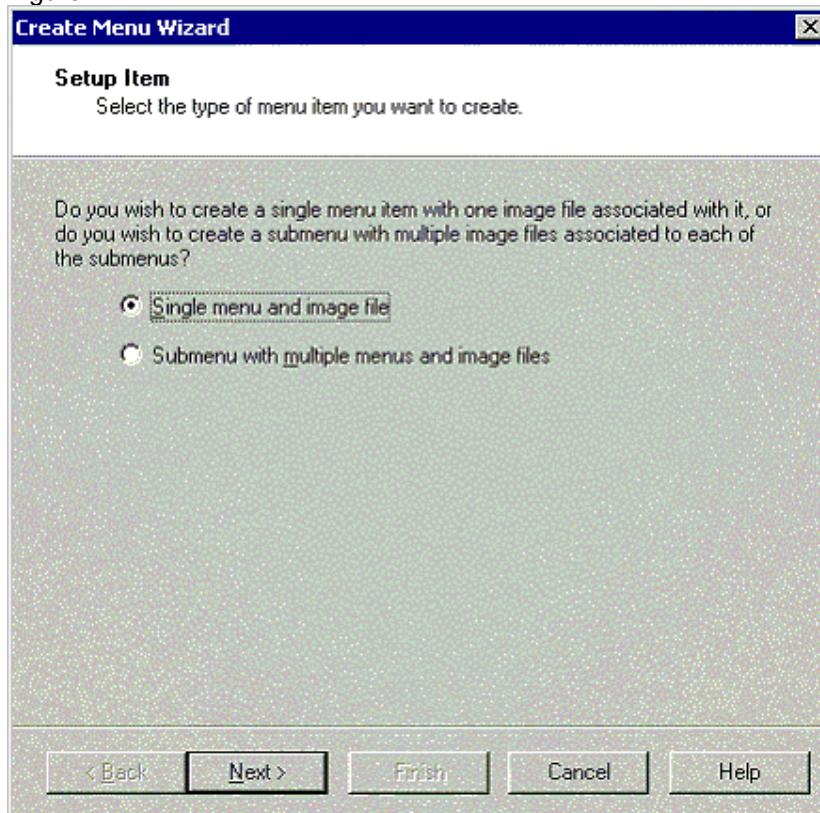 Create Menu Wizard
Setup Item
Select the type of menu item you want to create.
Do you wish to create a single menu item with one image file associated with it, or
do you wish to create a submenu with multiple image files associated to each of
the submenus?
Single menu and image file
Submenu with multiple menus and image files
< Back
Next >
Finish
Cancel
Help